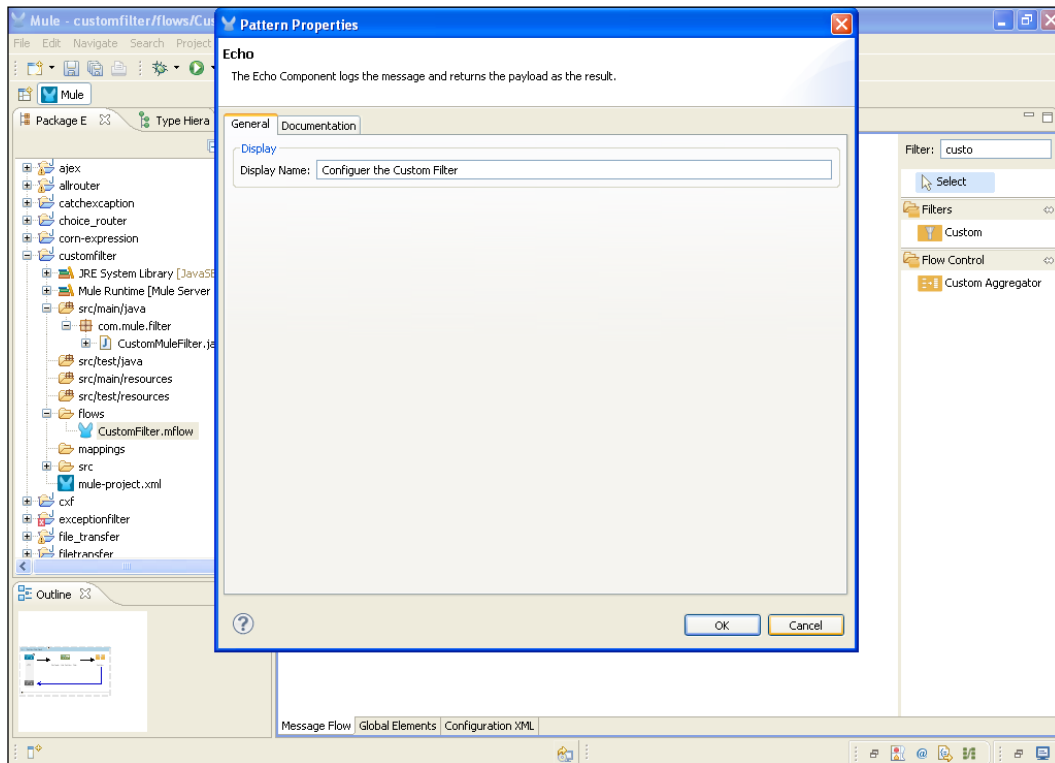 Mule - customfilter/flows/Cu
Pattern Properties
File Edit Navigate Search Project
Echo
The Echo Component logs the message and returns the payload as the result.
Mule
Package E
Type Hiera
General
Documentation
Display
Display Name: Configuer the Custom Filter
Filter: custo
Select
Filters
Custom
Flow Control
Custom Aggregator
ajex
allrouter
catchexcaption
choice_router
corn-expression
customfilter
JRE System Library [JavaSE
Mule Runtime [Mule Server
src/main/java
com.mule.filter
CustomMuleFilter.ja
src/test/java
src/main/resources
src/test/resources
flows
CustomFilter.mflow
mappings
src
mule-project.xml
cxf
exceptionfilter
file_transfer
filetransfer
Outline
OK
Cancel
Message Flow Global Elements Configuration XML